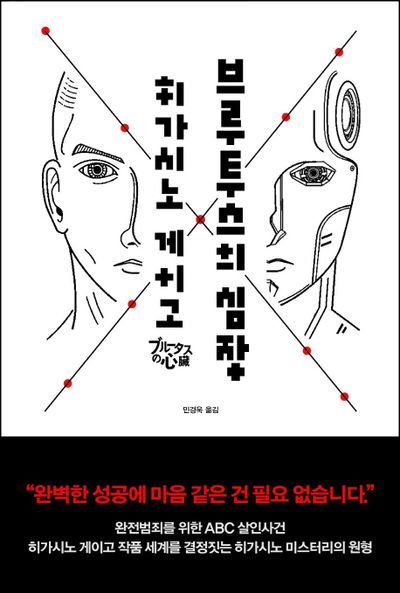 브루투스의 심장
히가시노 게이고
ブルータス
の心臓
민경욱 옮김
“완벽한 성공에 마음 같은 건 필요 없습니다.”
완전범죄를 위한 ABC 살인사건
히가시노 게이고 작품 세계를 결정짓는 히가시노 미스터리의 원형